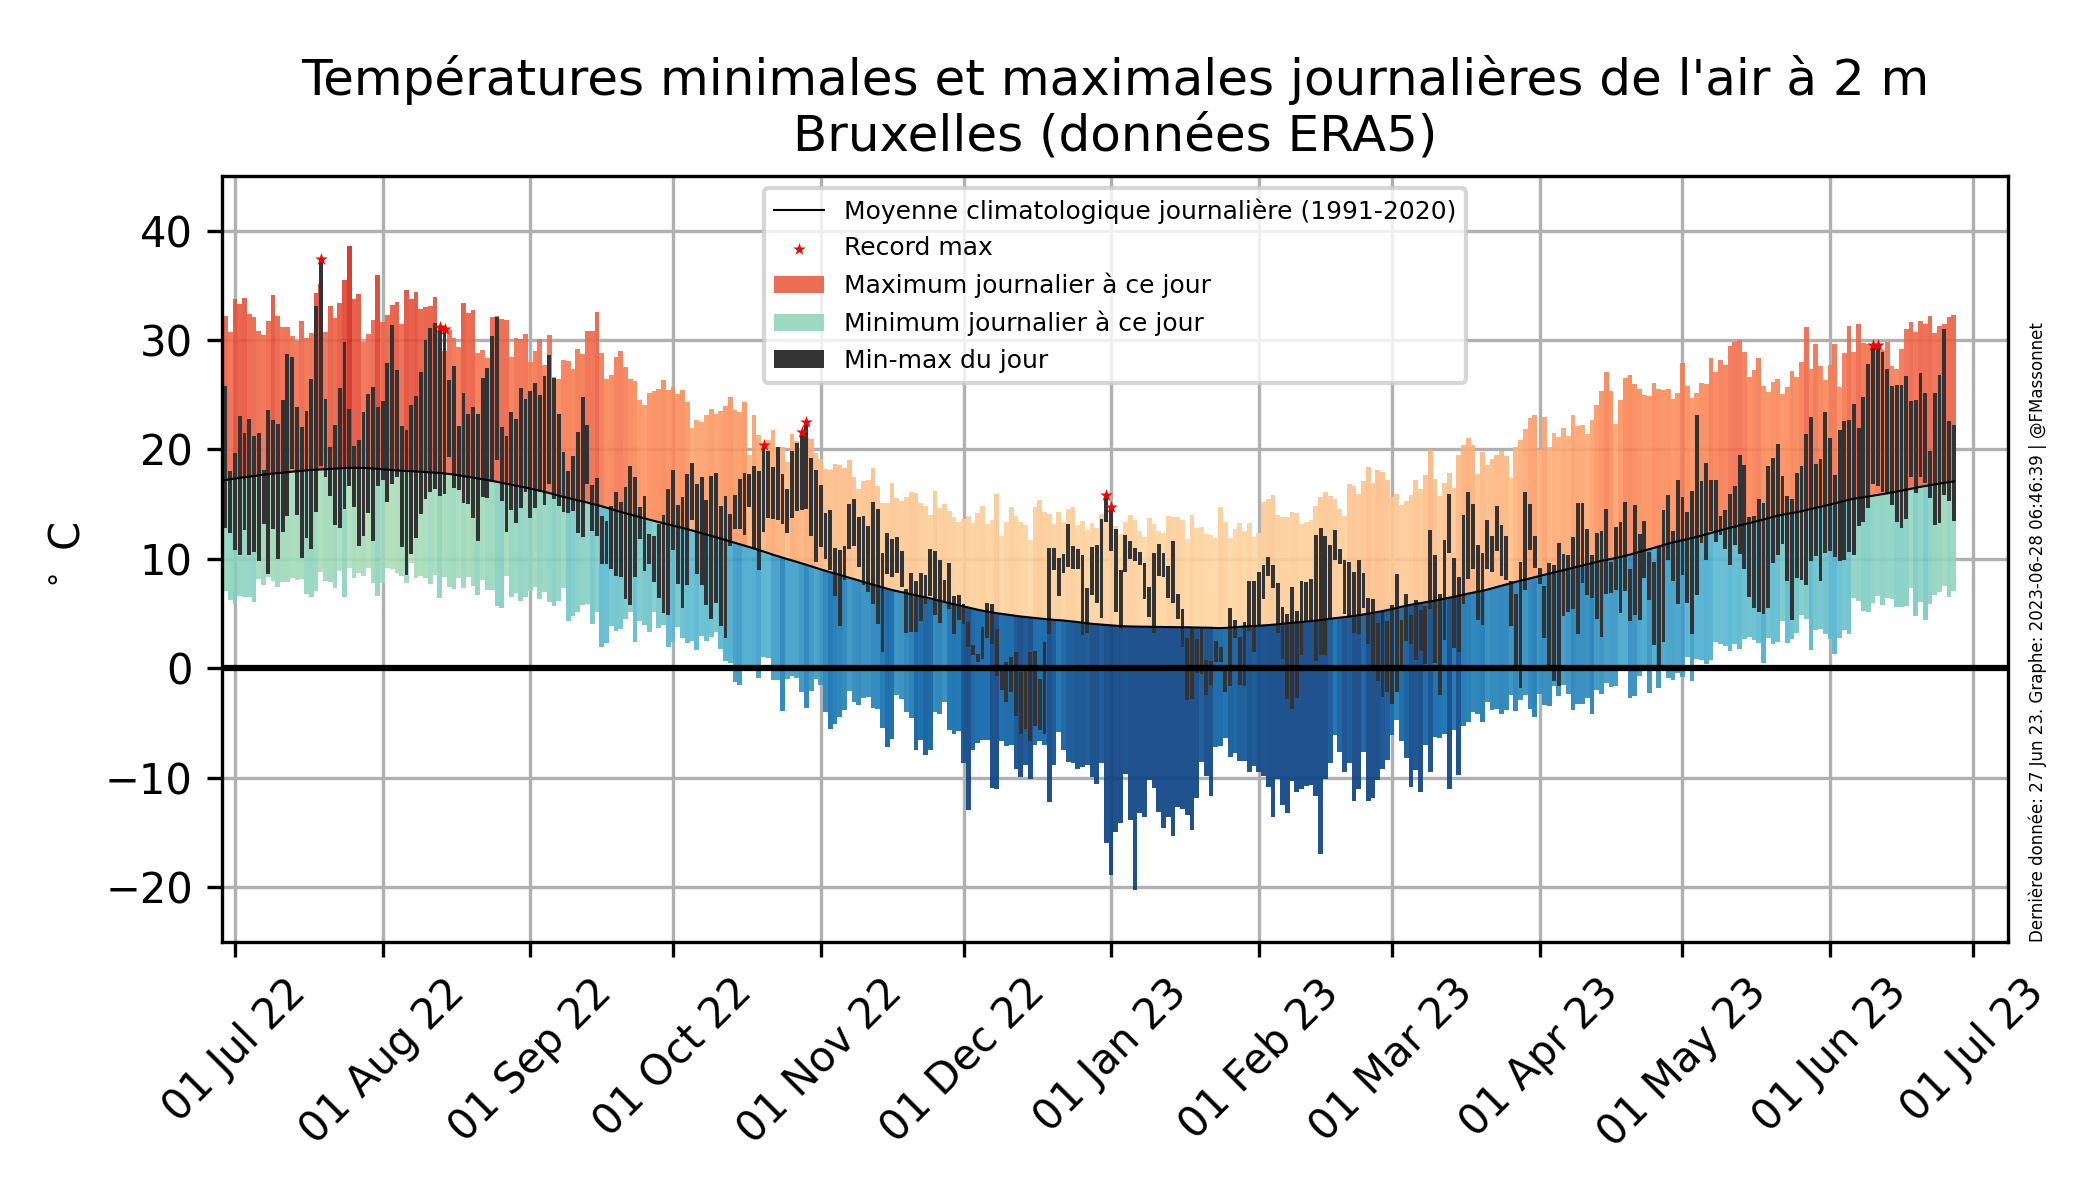 Températures minimales et maximales journalières de l'air à 2 m
Bruxelles (données ERA5)
Moyenne climatologique journalière (1991-2020)
Record max
Maximum journalier à ce jour
Minimum journalier à ce jour
Min-max du jour
40
30
20
10
0
−10
−20
° C
01 Jul 22
01 Aug 22
01 Sep 22
01 Oct 22
01 Nov 22
01 Dec 22
01 Jan 23
01 Feb 23
01 Mar 23
01 Apr 23
01 May 23
01 Jun 23
01 Jul 23
Dernière donnée: 27 Jun 23. Graphe: 2023-06-28 06:46:39 | @FMassonnet